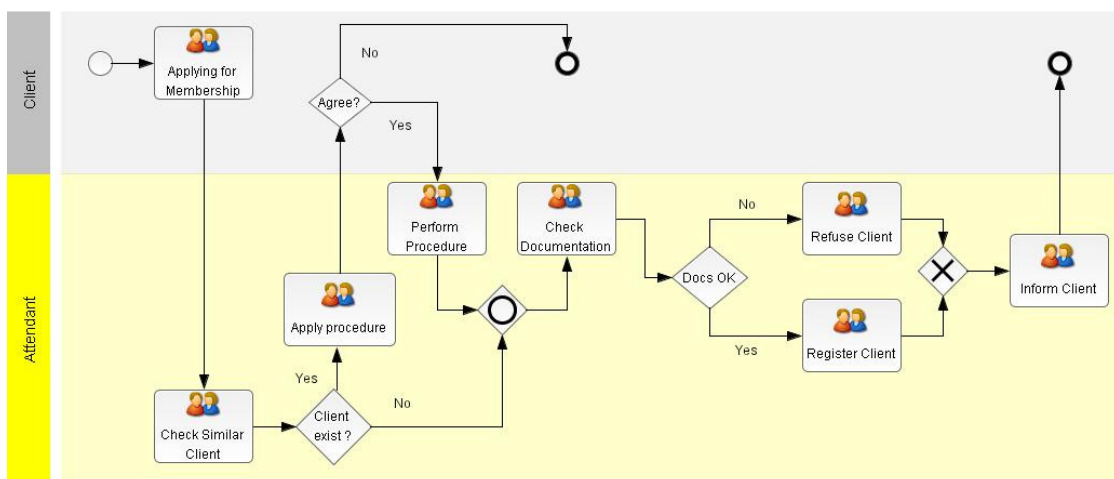 Client
Applying for
Membership
No
Agree?
Yes
Attendant
Perform
Procedure
Check
Documentation
No
Refuse Client
Docs OK
Inform Client
Apply procedure
Yes
Register Client
Yes
No
Client
exist ?
Check Similar
Client